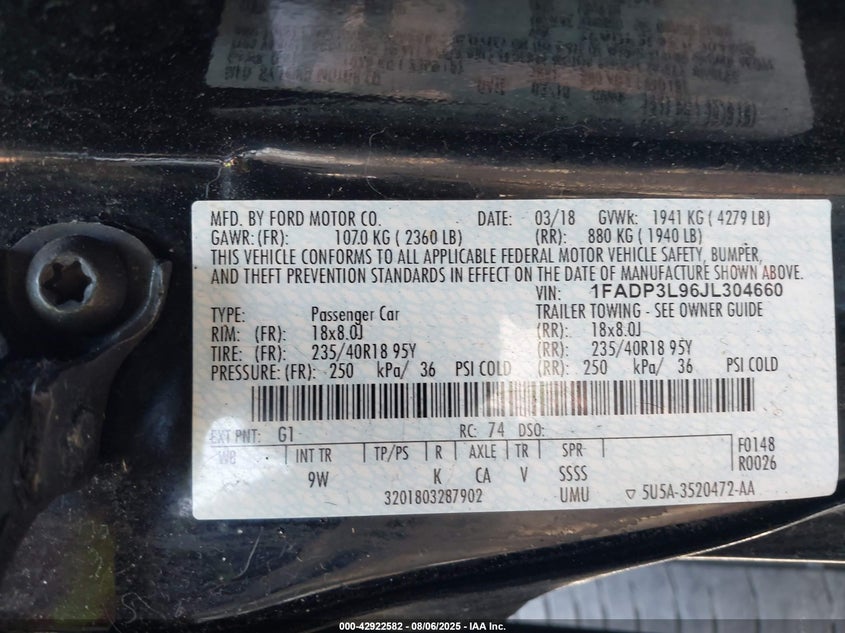 MFD. BY FORD MOTOR CO. DATE: 03/18 GVWk: 1941 KG ( 4279 LB)
GAWR: (FR): 107.0 KG ( 2360 LB) (RR): 880 KG ( 1940 LB)
THIS VEHICLE CONFORMS TO ALL APPLICABLE FEDERAL MOTOR VEHICLE SAFETY, BUMPER,
AND THEFT PREVENTION STANDARDS IN EFFECT ON THE DATE OF MANUFACTURE SHOWN ABOVE.
VIN: 1FADP3L96JL304660
TYPE: Passenger Car TRAILER TOWING - SEE OWNER GUIDE
RIM: (FR): 18x8.0J (RR): 18x8.0J
TIRE: (FR): 235/40R18 95Y (RR): 235/40R18 95Y
PRESSURE: (FR): 250 kPa/ 36 PSI COLD (RR): 250 kPa/ 36 PSI COLD
EXT PNT: G1 RC: 74 DSO:
WB INT TR TP/PS R AXLE TR SPR F0148
9W K CA V SSSS R0026
3201803287902 UMU ▽ 5U5A-3520472-AA
000-42922582 - 08/06/2025 - IAA Inc.